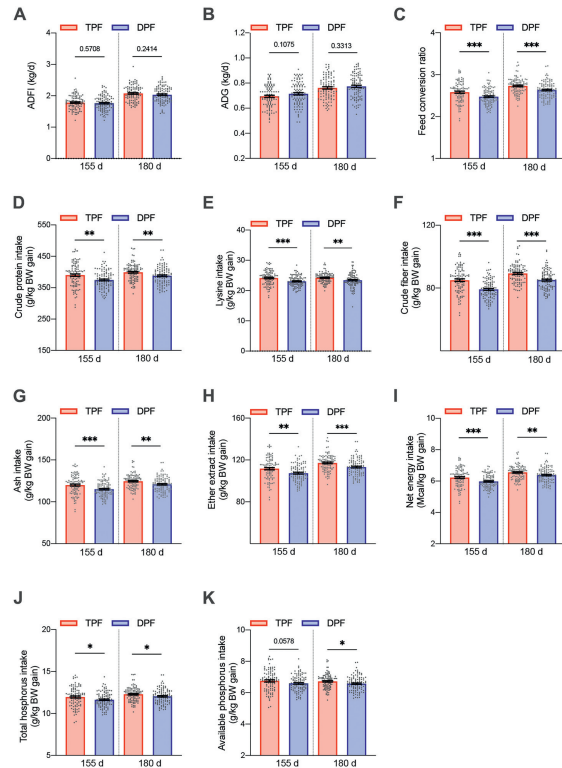 A
TPF DPF
ADFI (kg/d)
4
3
2
1
0
0.5708
0.2414
155 d
180 d
B
TPF DPF
ADG (kg/d)
1.2
1.0
0.8
0.6
0.4
0.2
0.1075
0.3313
155 d
180 d
C
TPF DPF
Feed conversion ratio
4
3
2
1
***
***
155 d
180 d
D
TPF DPF
Crude protein intake
(g/kg BW gain)
550
450
350
250
150
**
**
155 d
180 d
E
TPF DPF
Lysine intake
(g/kg BW gain)
40
30
20
10
0
***
**
155 d
180 d
F
TPF DPF
Crude fiber intake
(g/kg BW gain)
120
80
***
***
155 d
180 d
G
TPF DPF
Ash intake
(g/kg BW gain)
200
150
100
50
***
**
155 d
180 d
H
TPF DPF
Ether extract intake
(g/kg BW gain)
160
120
80
40
**
***
155 d
180 d
I
TPF DPF
Net energy intake
(Mcal/kg BW gain)
10
8
6
4
2
***
**
155 d
180 d
J
TPF DPF
Total hosphorus intake
(g/kg BW gain)
20
15
10
5
*
*
155 d
180 d
K
TPF DPF
Available phosphorus intake
(g/kg BW gain)
10
8
6
4
2
0.0578
*
155 d
180 d